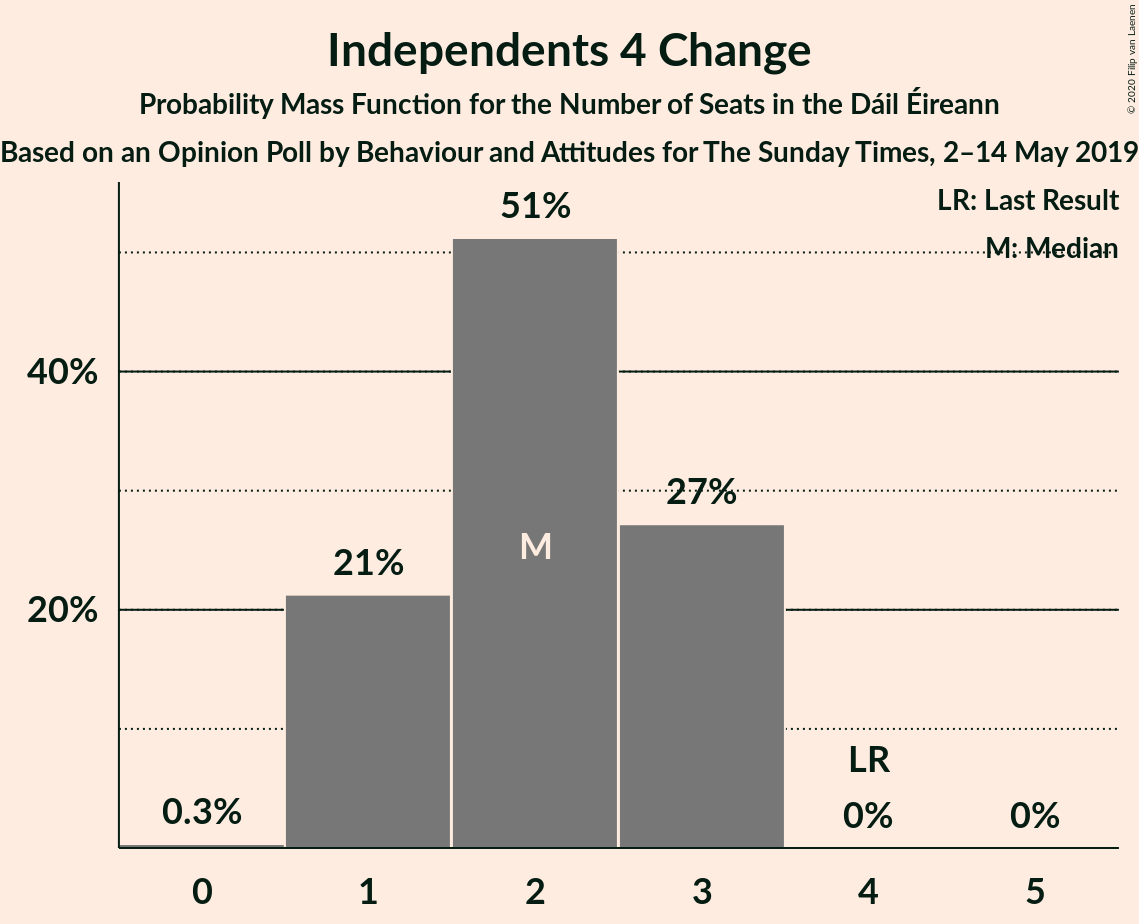 Independents 4 Change
Probability Mass Function for the Number of Seats in the Dáil Éireann
Based on an Opinion Poll by Behaviour and Attitudes for The Sunday Times, 2–14 May 2019
© 2020 Filip van Laenen
LR: Last Result
M: Median
51%
40%
27%
M
21%
20%
LR
0.3%
0%
0%
0 1 2 3 4 5